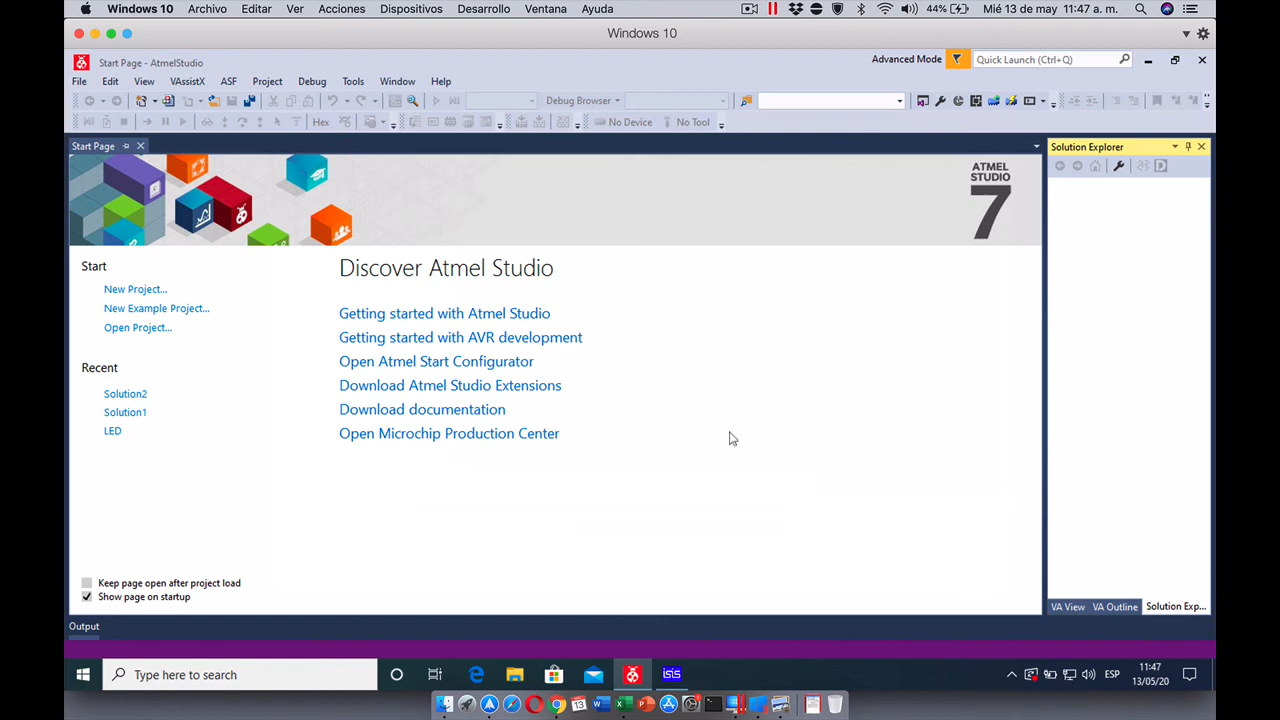 Windows 10 Archivo Editar Ver Acciones Dispositivos Desarrollo Ventana Ayuda 44% Mié 13 de may 11:47 a. m.
Windows 10
Start Page - AtmelStudio Advanced Mode Quick Launch (Ctrl+Q)
File Edit View VAssistX ASF Project Debug Tools Window Help
Debug Browser
Hex No Device No Tool
Start Page Solution Explorer
ATMEL
STUDIO
7
Start
New Project...
New Example Project...
Open Project...
Recent
Solution2
Solution1
LED
Discover Atmel Studio
Getting started with Atmel Studio
Getting started with AVR development
Open Atmel Start Configurator
Download Atmel Studio Extensions
Download documentation
Open Microchip Production Center
Keep page open after project load
Show page on startup
VA View VA Outline Solution Exp...
Output
Type here to search isis ESP 11:47
13/05/20